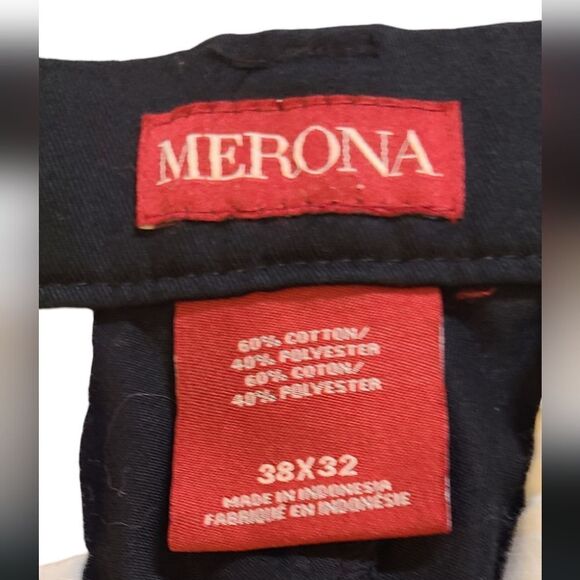 MERONA
60% COTTON/
40% POLYESTER
60% COTON/
40% POLYESTER
38X32
MADE IN INDONESIA
FABRIQUÉ EN INDONÉSIE